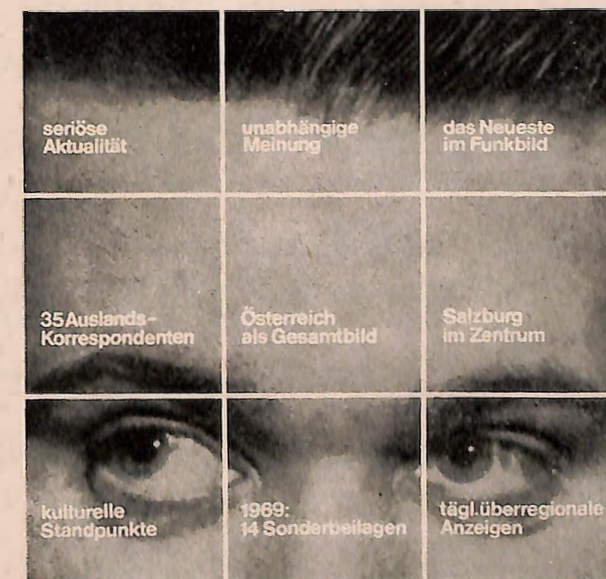 seriöse
Aktualität
unabhängige
Meinung
das Neueste
im Funkbild
35 Auslands-
Korrespondenten
Österreich
als Gesamtbild
Salzburg
im Zentrum
kulturelle
Standpunkte
1969:
14 Sonderbeilagen
tägl. überregionale
Anzeigen